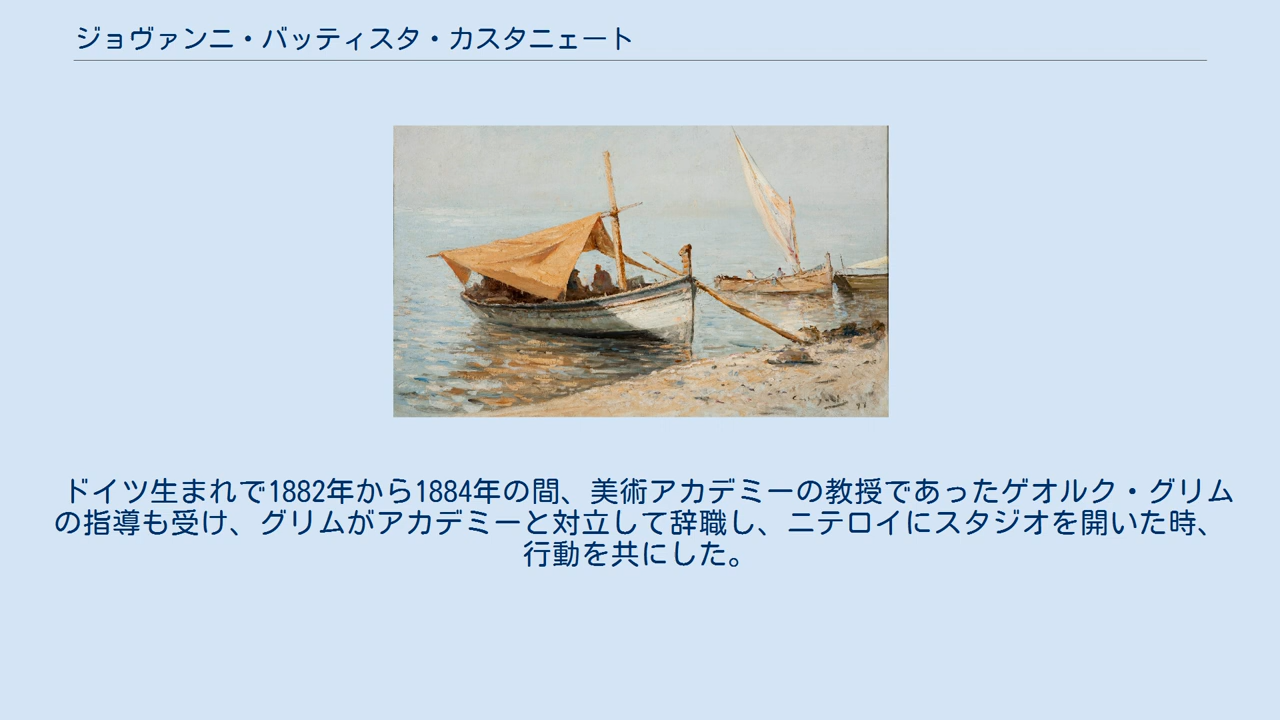 ジョヴァンニ・バッティスタ・カスタニェート
ドイツ生まれで1882年から1884年の間、美術アカデミーの教授であったゲオルク・グリム
の指導も受け、グリムがアカデミーと対立して辞職し、ニテロイにスタジオを開いた時、
行動を共にした。